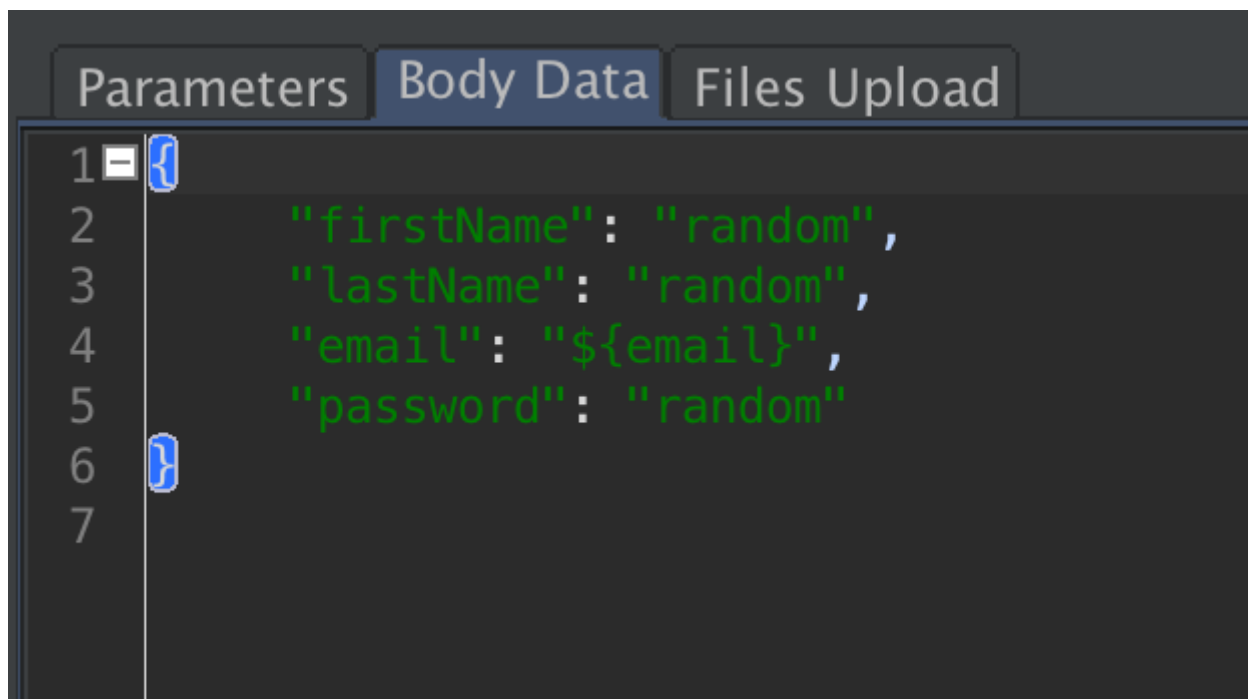 Parameters Body Data Files Upload
1 {
2 "firstName": "random",
3 "lastName": "random",
4 "email": "${email}",
5 "password": "random"
6 }
7